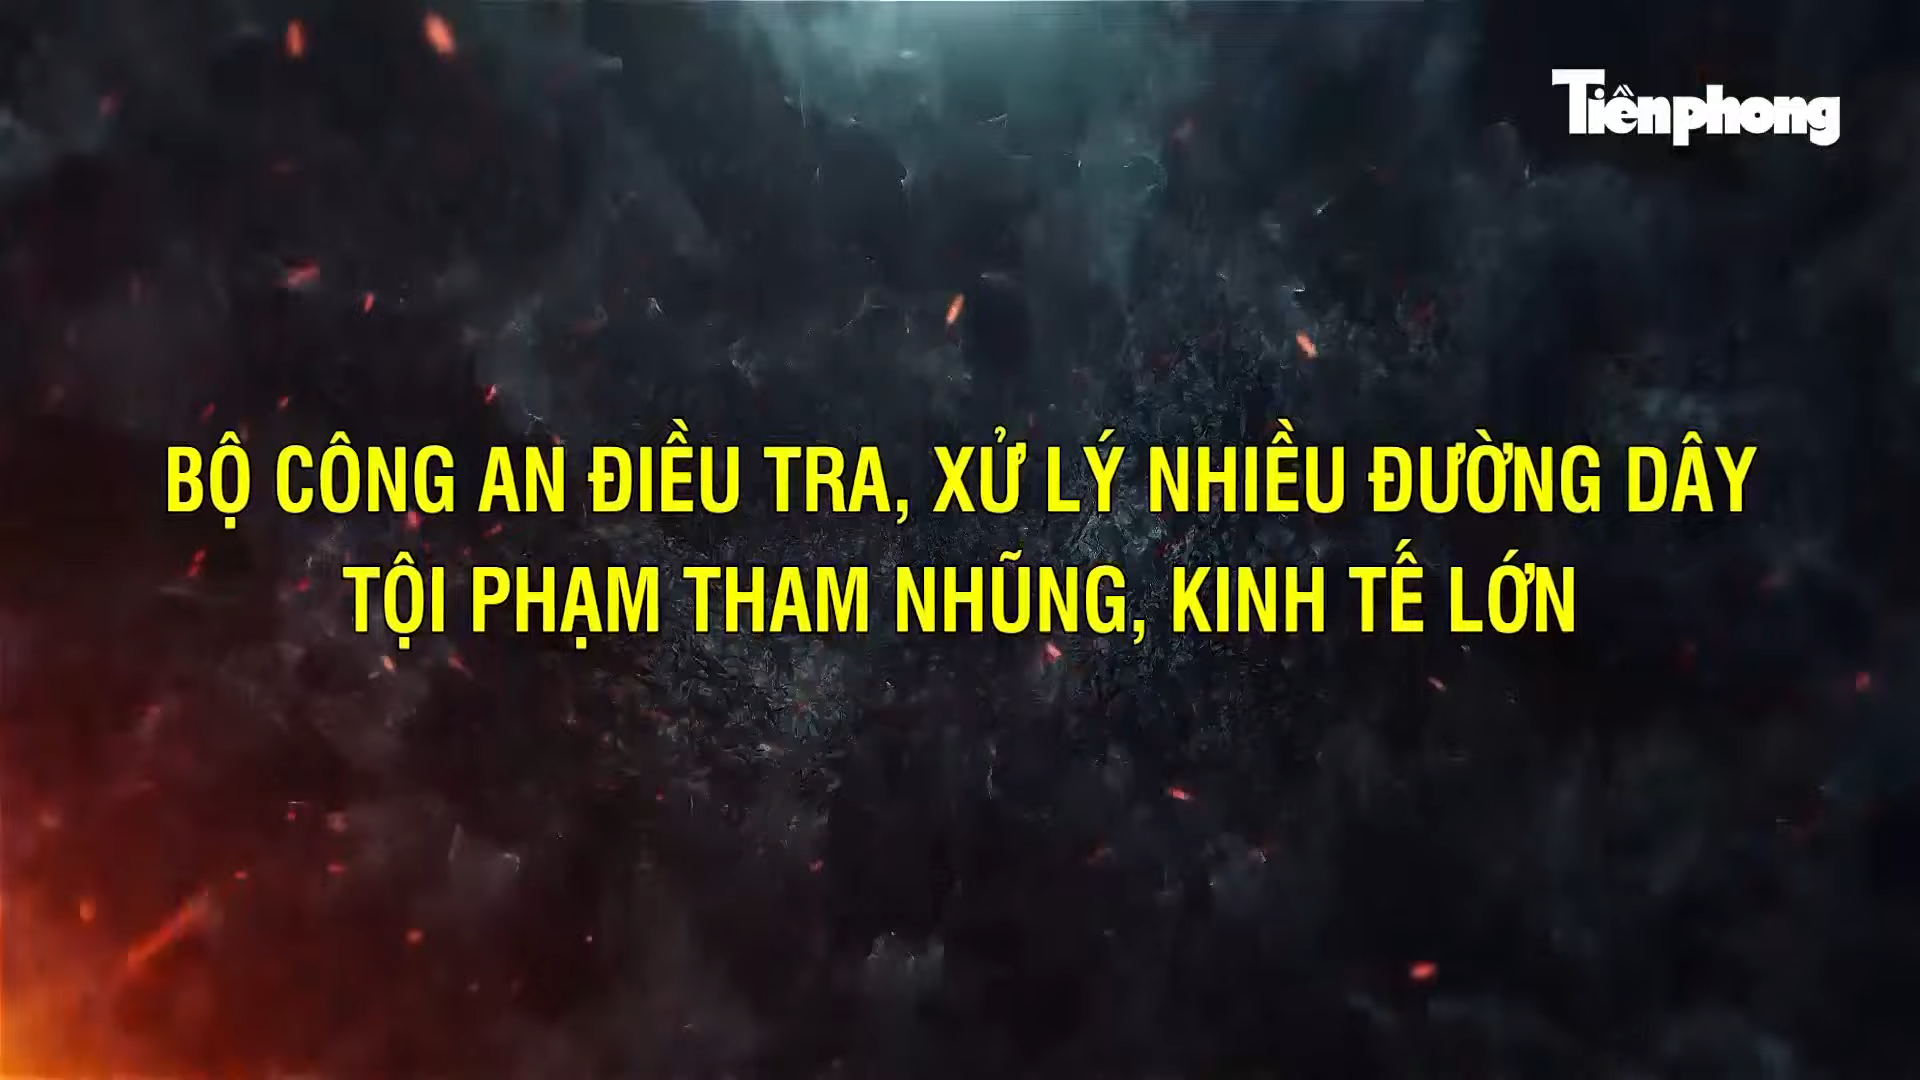 Tiềnphong
BỘ CÔNG AN ĐIỀU TRA, XỬ LÝ NHIỀU ĐƯỜNG DÂY
TỘI PHẠM THAM NHŨNG, KINH TẾ LỚN